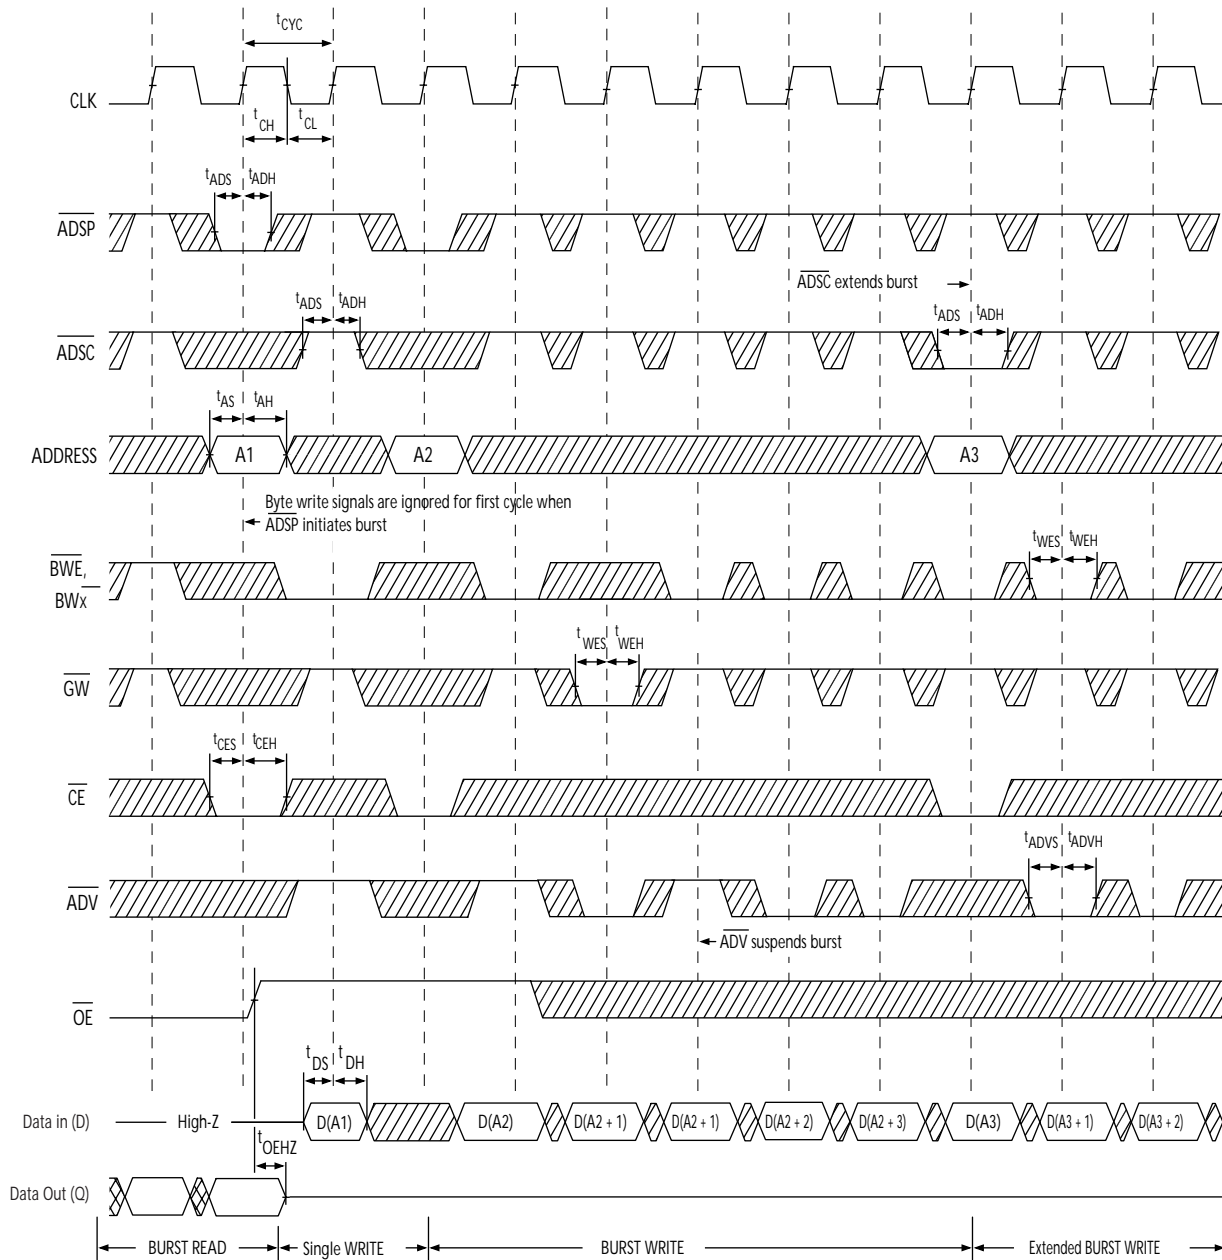 tCYC
CLK
tCH tCL
tADS tADH
ADSP
ADSC extends burst
tADS tADH
tADS tADH
ADSC
tAS tAH
ADDRESS A1 A2 A3
Byte write signals are ignored for first cycle when
ADSP initiates burst
tWES tWEH
BWE,
BWx
tWES tWEH
GW
tCES tCEH
CE
tADVS tADVH
ADV
ADV suspends burst
OE
tDS tDH
Data in (D) High-Z D(A1) D(A2) D(A2 + 1) D(A2 + 1) D(A2 + 2) D(A2 + 3) D(A3) D(A3 + 1) D(A3 + 2)
tOEHZ
Data Out (Q)
BURST READ Single WRITE BURST WRITE Extended BURST WRITE